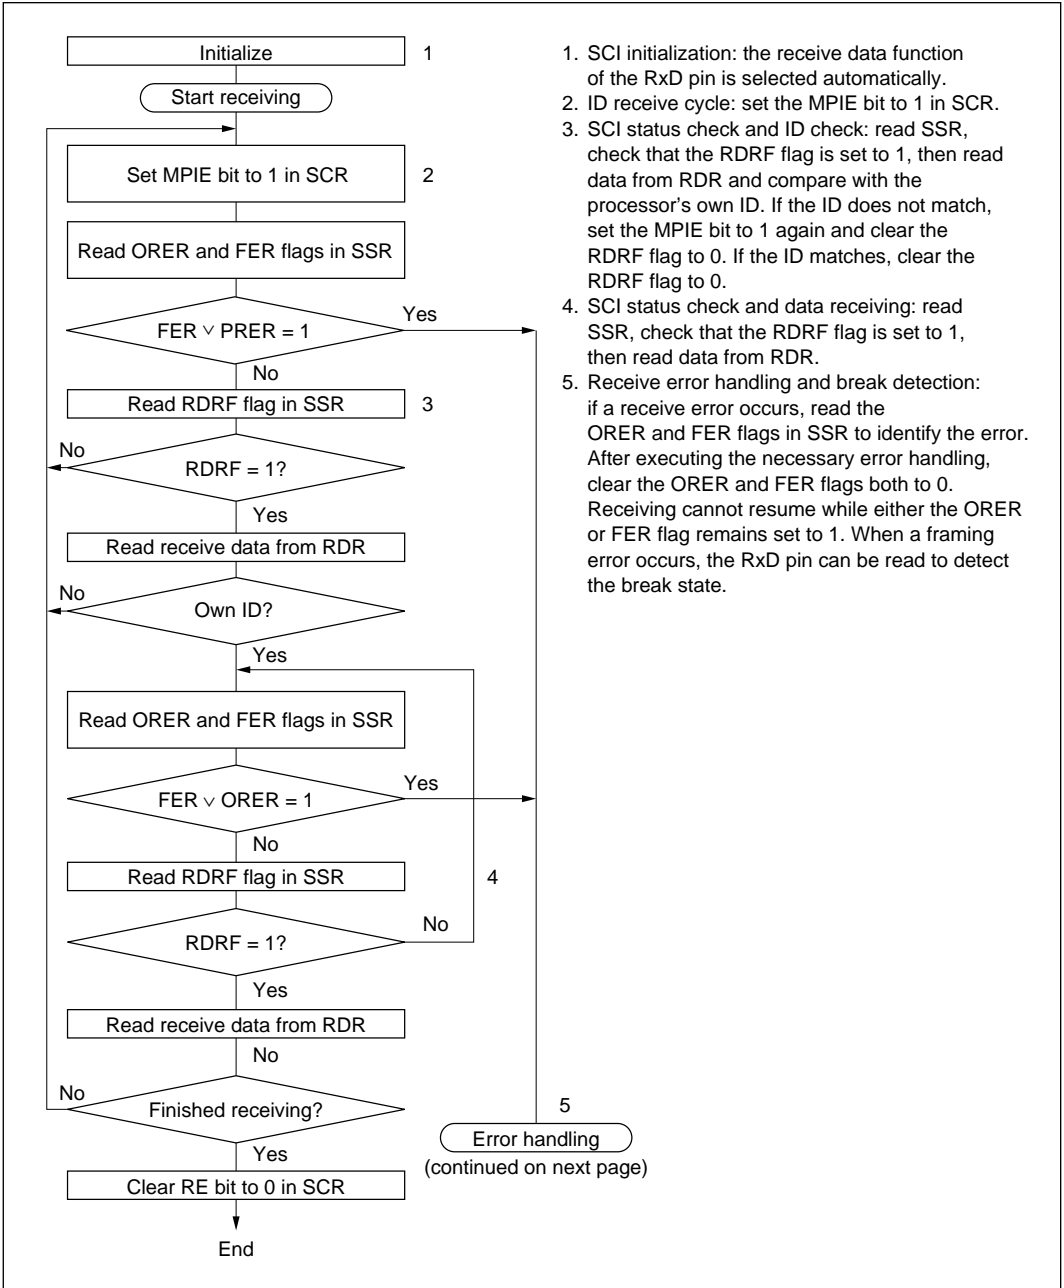 Initialize
1
Start receiving
Set MPIE bit to 1 in SCR
2
Read ORER and FER flags in SSR
FER ∨ PRER = 1
Yes
No
Read RDRF flag in SSR
3
No
RDRF = 1?
Yes
Read receive data from RDR
No
Own ID?
Yes
Read ORER and FER flags in SSR
FER ∨ ORER = 1
Yes
No
Read RDRF flag in SSR
4
RDRF = 1?
No
Yes
Read receive data from RDR
No
No
Finished receiving?
Yes
Clear RE bit to 0 in SCR
End
5
Error handling
(continued on next page)
1. SCI initialization: the receive data function
of the RxD pin is selected automatically.
2. ID receive cycle: set the MPIE bit to 1 in SCR.
3. SCI status check and ID check: read SSR,
check that the RDRF flag is set to 1, then read
data from RDR and compare with the
processor's own ID. If the ID does not match,
set the MPIE bit to 1 again and clear the
RDRF flag to 0. If the ID matches, clear the
RDRF flag to 0.
4. SCI status check and data receiving: read
SSR, check that the RDRF flag is set to 1,
then read data from RDR.
5. Receive error handling and break detection:
if a receive error occurs, read the
ORER and FER flags in SSR to identify the error.
After executing the necessary error handling,
clear the ORER and FER flags both to 0.
Receiving cannot resume while either the ORER
or FER flag remains set to 1. When a framing
error occurs, the RxD pin can be read to detect
the break state.